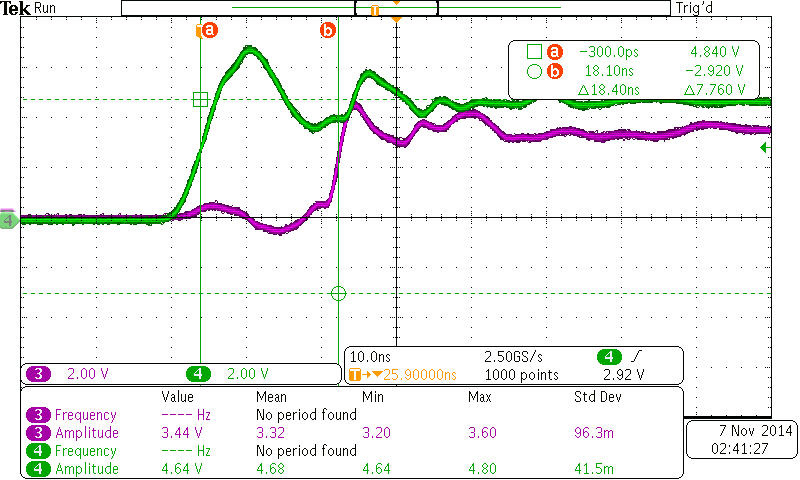 Tek Run Trig'd
T a b
a −300.0ps 4.840 V
b 18.10ns −2.920 V
△18.40ns △7.760 V
4
3 2.00 V 4 2.00 V
10.0ns 2.50GS/s 4
T→▼25.90000ns 1000 points 2.92 V
Value Mean Min Max Std Dev
3 Frequency ---- Hz No period found
3 Amplitude 3.44 V 3.32 3.20 3.60 96.3m
4 Frequency ---- Hz No period found
4 Amplitude 4.64 V 4.68 4.64 4.80 41.5m
7 Nov 2014
02:41:27